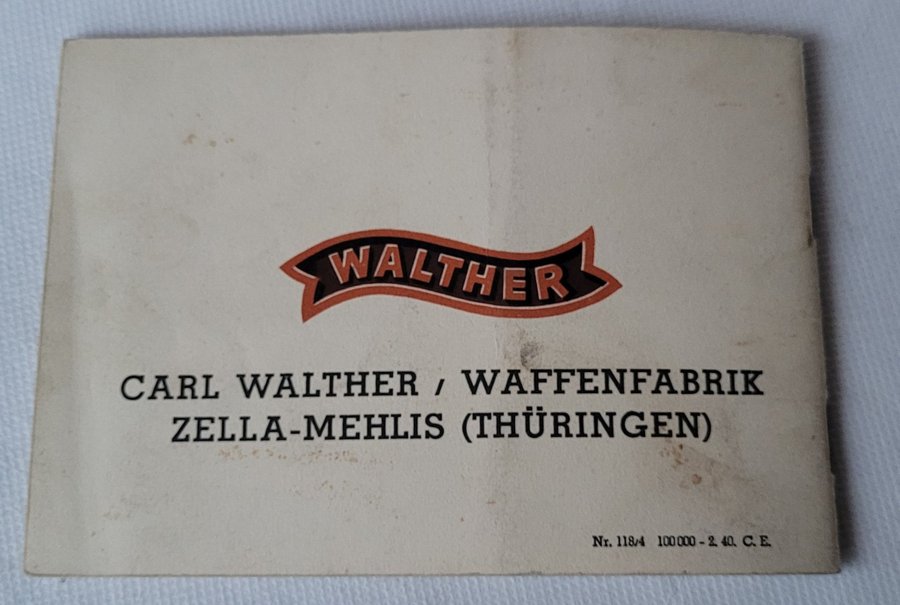 WALTHER
CARL WALTHER / WAFFENFABRIK
ZELLA-MEHLIS (THÜRINGEN)
Nr. 118/4 100000 - 2. 40. C. E.